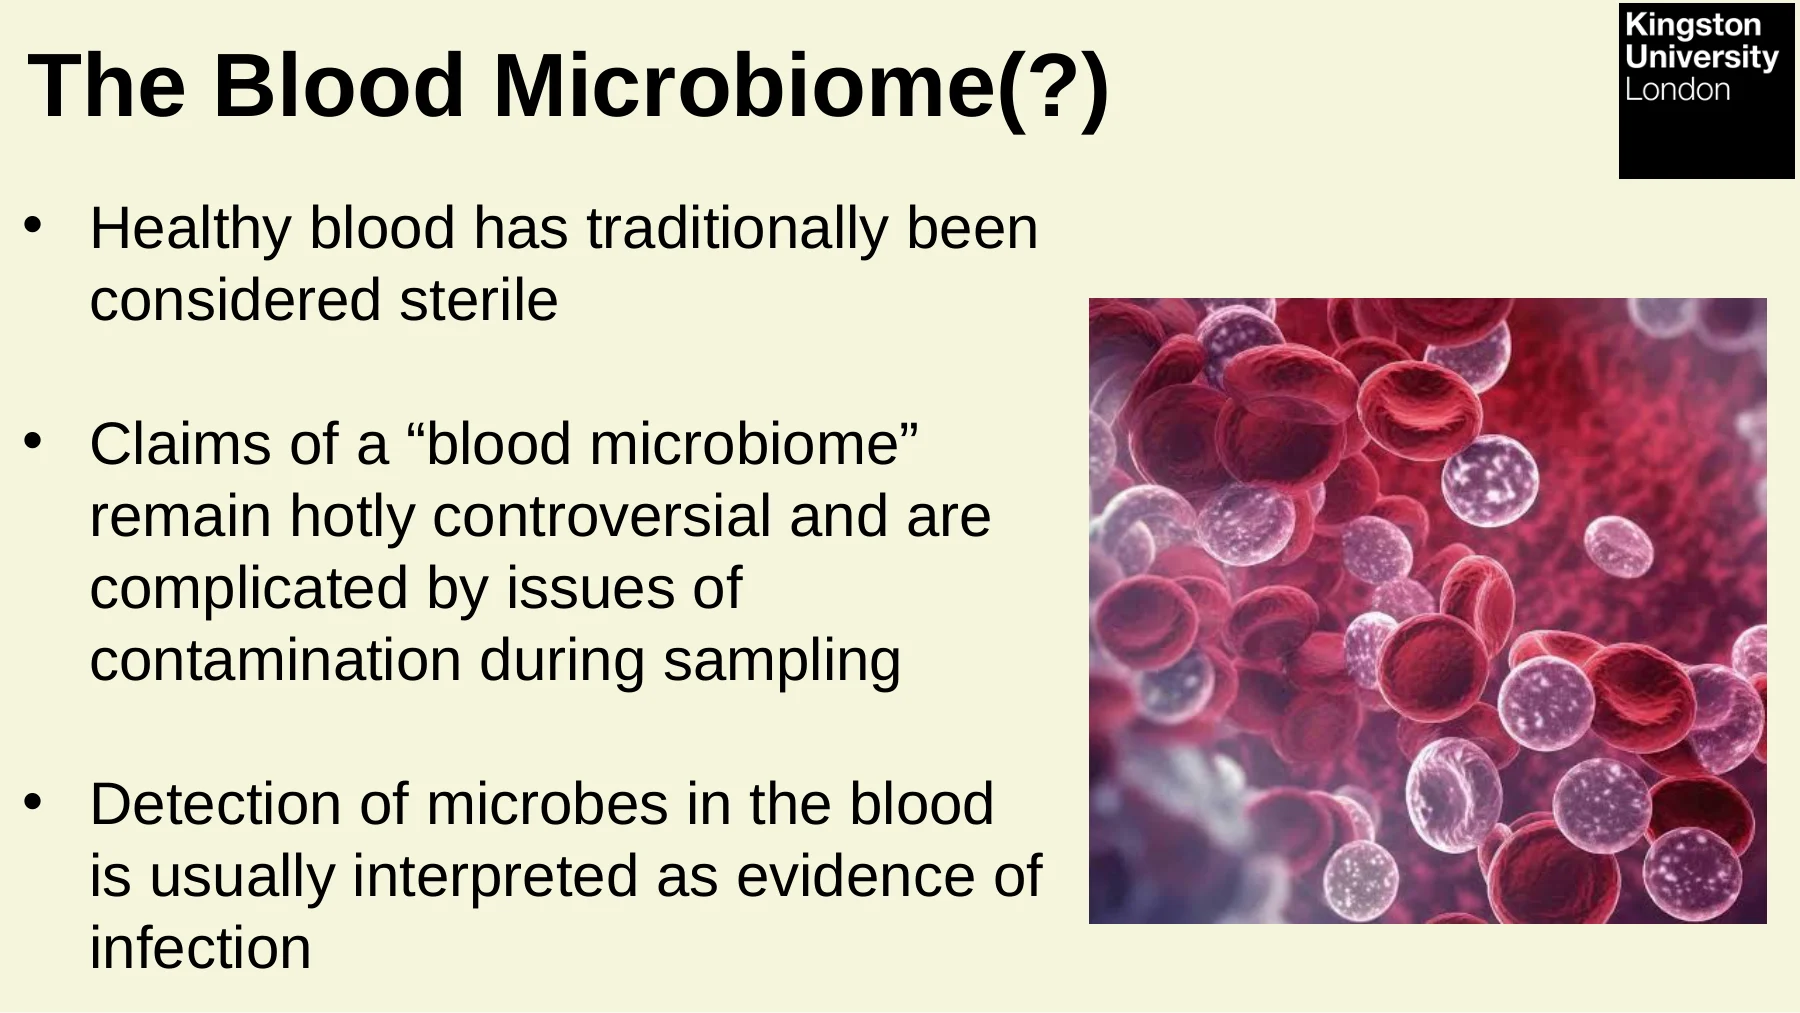 The Blood Microbiome(?)
Kingston
University
London
• Healthy blood has traditionally been
considered sterile
• Claims of a “blood microbiome”
remain hotly controversial and are
complicated by issues of
contamination during sampling
• Detection of microbes in the blood
is usually interpreted as evidence of
infection